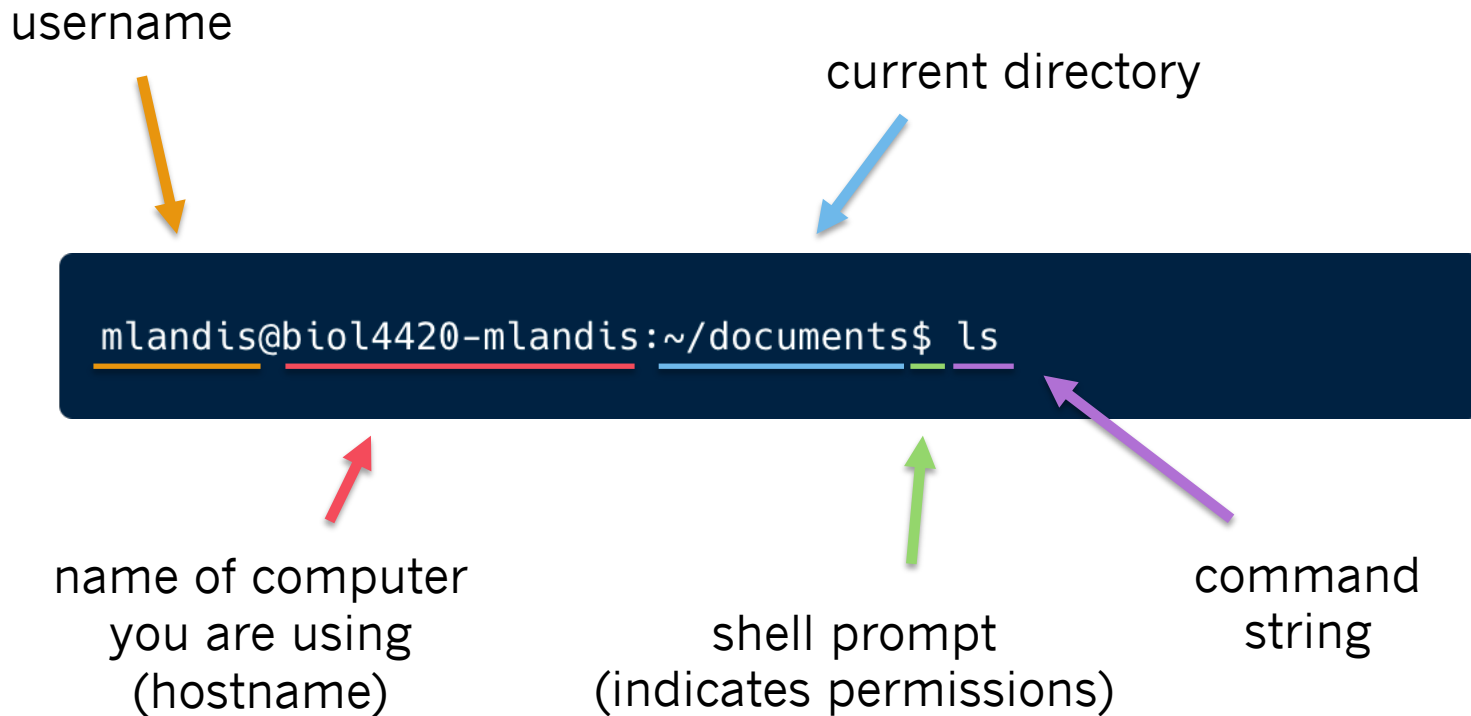 username
current directory
mlandis@biol4420-mlandis:~/documents$ ls
name of computer
you are using
(hostname)
shell prompt
(indicates permissions)
command
string